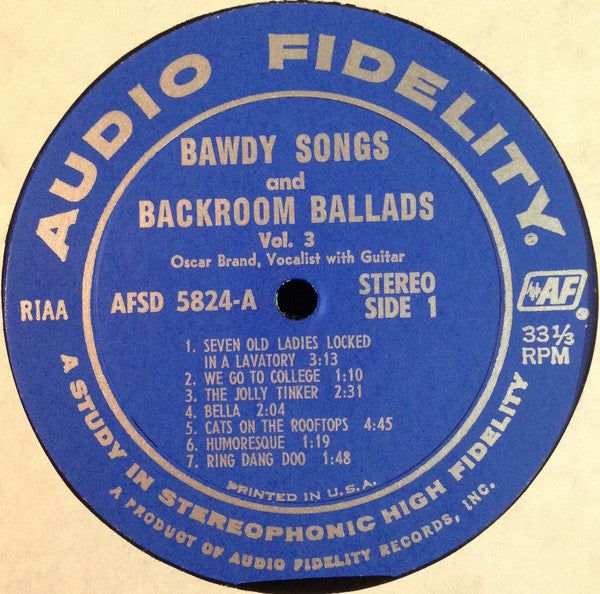 AUDIO FIDELITY®
BAWDY SONGS
and
BACKROOM BALLADS
Vol. 3
Oscar Brand, Vocalist with Guitar
RIAA
AFSD 5824-A
STEREO
SIDE 1
AF
33 1/3
RPM
1. SEVEN OLD LADIES LOCKED
IN A LAVATORY 3:13
2. WE GO TO COLLEGE 1:10
3. THE JOLLY TINKER 2:31
4. BELLA 2:04
5. CATS ON THE ROOFTOPS 4:45
6. HUMORESQUE 1:19
7. RING DANG DOO 1:48
PRINTED IN U.S.A.
A STUDY IN STEREOPHONIC HIGH FIDELITY
A PRODUCT OF AUDIO FIDELITY RECORDS, INC.